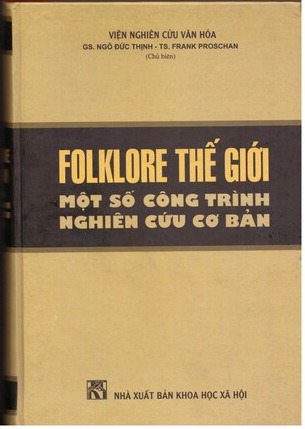 VIỆN NGHIÊN CỨU VĂN HÓA
GS. NGÔ ĐỨC THỊNH - TS. FRANK PROSCHAN
(Chủ biên)
FOLKLORE THẾ GIỚI
MỘT SỐ CÔNG TRÌNH
NGHIÊN CỨU CƠ BẢN
NHÀ XUẤT BẢN KHOA HỌC XÃ HỘI